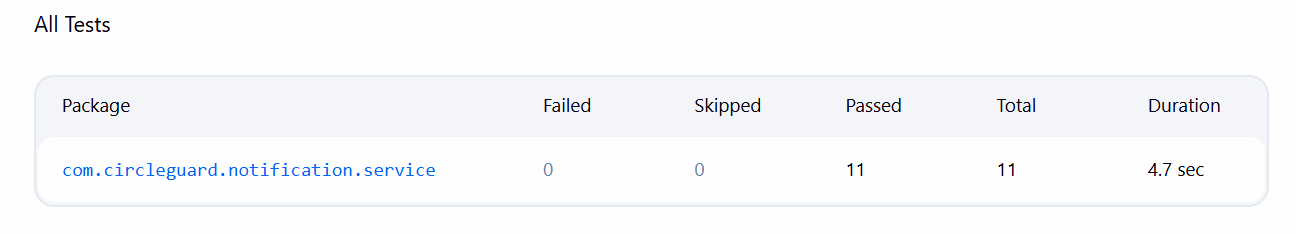 All Tests
Package Failed Skipped Passed Total Duration
com.circleguard.notification.service 0 0 11 11 4.7 sec